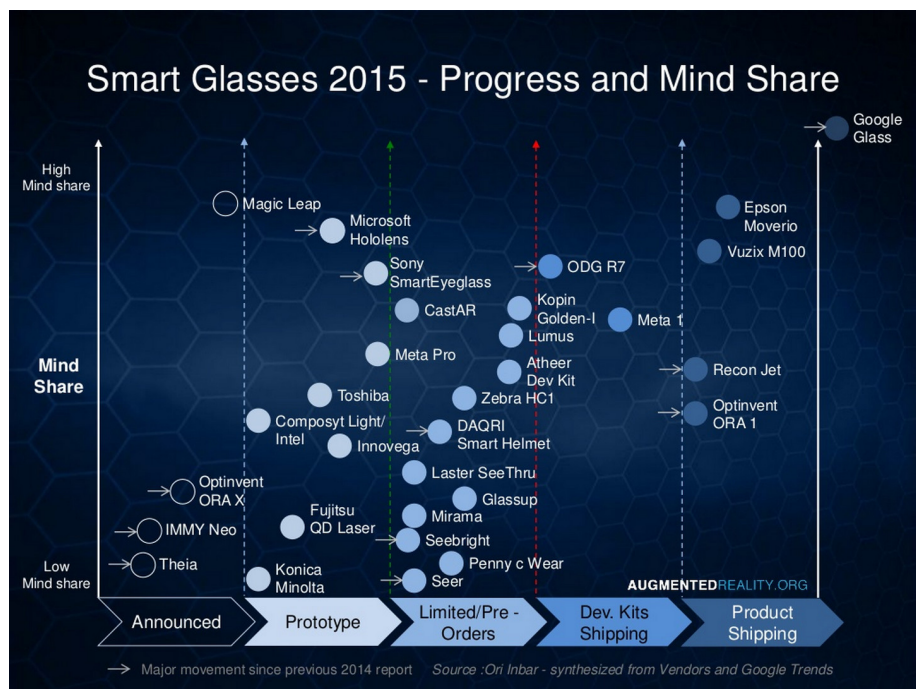 Smart Glasses 2015 - Progress and Mind Share
Google
Glass
High
Mind share
Magic Leap
Microsoft
Hololens
Epson
Moverio
Vuzix M100
Sony
SmartEyeglass
ODG R7
CastAR
Kopin
Golden-I
Meta 1
Lumus
Mind
Share
Meta Pro
Atheer
Dev Kit
Recon Jet
Toshiba
Zebra HC1
Composyt Light/
Intel
Optinvent
ORA 1
Innovega
DAQRI
Smart Helmet
Laster SeeThru
Optinvent
ORA X
Glassup
Fujitsu
QD Laser
Mirama
IMMY Neo
Seebright
Low
Mind share
Theia
Penny c Wear
Konica
Minolta
Seer
AUGMENTEDREALITY.ORG
Announced
Prototype
Limited/Pre -
Orders
Dev. Kits
Shipping
Product
Shipping
Major movement since previous 2014 report
Source :Ori Inbar - synthesized from Vendors and Google Trends